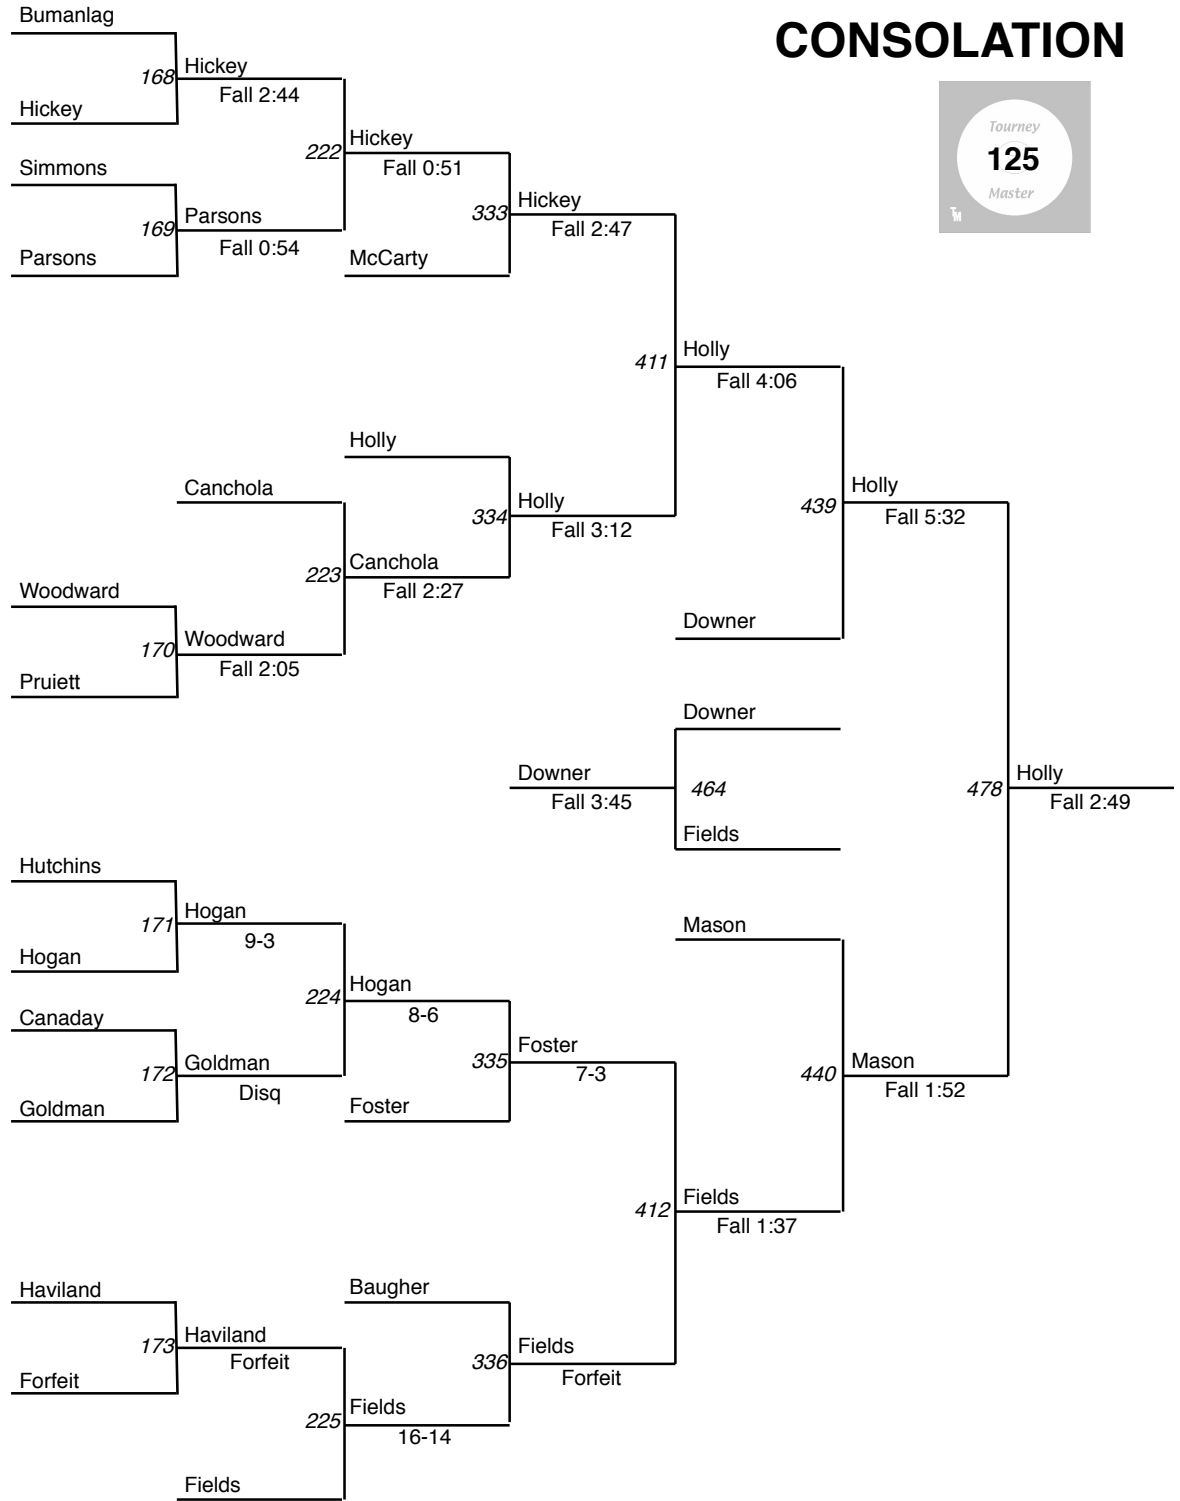 Bumanlag
CONSOLATION
168
Hickey
Fall 2:44
Hickey
Tourney
125
Master
TM
222
Hickey
Fall 0:51
Simmons
169
Parsons
Fall 0:54
Parsons
333
Hickey
Fall 2:47
McCarty
411
Holly
Fall 4:06
Holly
Canchola
334
Holly
Fall 3:12
439
Holly
Fall 5:32
223
Canchola
Fall 2:27
Woodward
170
Woodward
Fall 2:05
Pruiett
Downer
Downer
Downer
Fall 3:45
464
Fields
478
Holly
Fall 2:49
Hutchins
171
Hogan
9-3
Hogan
Mason
224
Hogan
8-6
Canaday
172
Goldman
Disq
Goldman
335
Foster
7-3
Foster
440
Mason
Fall 1:52
412
Fields
Fall 1:37
Haviland
173
Haviland
Forfeit
Forfeit
Baugher
336
Fields
Forfeit
225
Fields
16-14
Fields